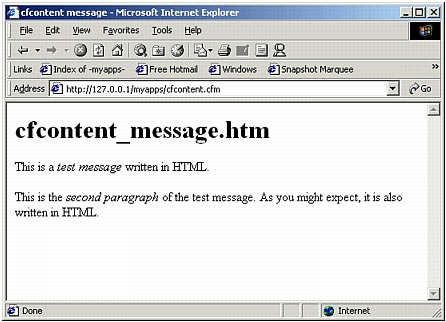 cfcontent message - Microsoft Internet Explorer
File Edit View Favorites Tools Help
Links Index of -myapps- Free Hotmail Windows Snapshot Marquee »
Address http://127.0.0.1/myapps/cfcontent.cfm Go
cfcontent_message.htm
This is a test message written in HTML.
This is the second paragraph of the test message. As you might expect, it is also
written in HTML.
Done Internet